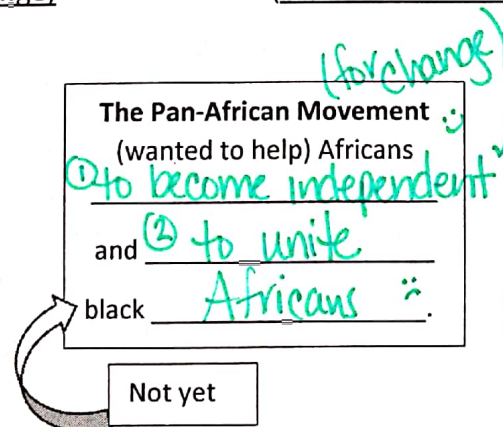 (for change)
The Pan-African Movement
(wanted to help) Africans
① to become independent
and ② to unite
black Africans.
Not yet